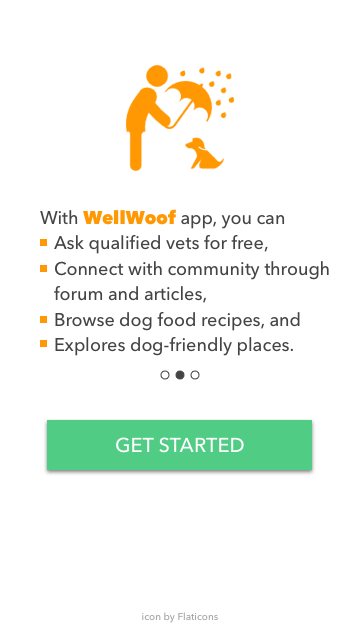 With WellWoof app, you can
Ask qualified vets for free,
Connect with community through
forum and articles,
Browse dog food recipes, and
Explores dog-friendly places.
GET STARTED
icon by Flaticons